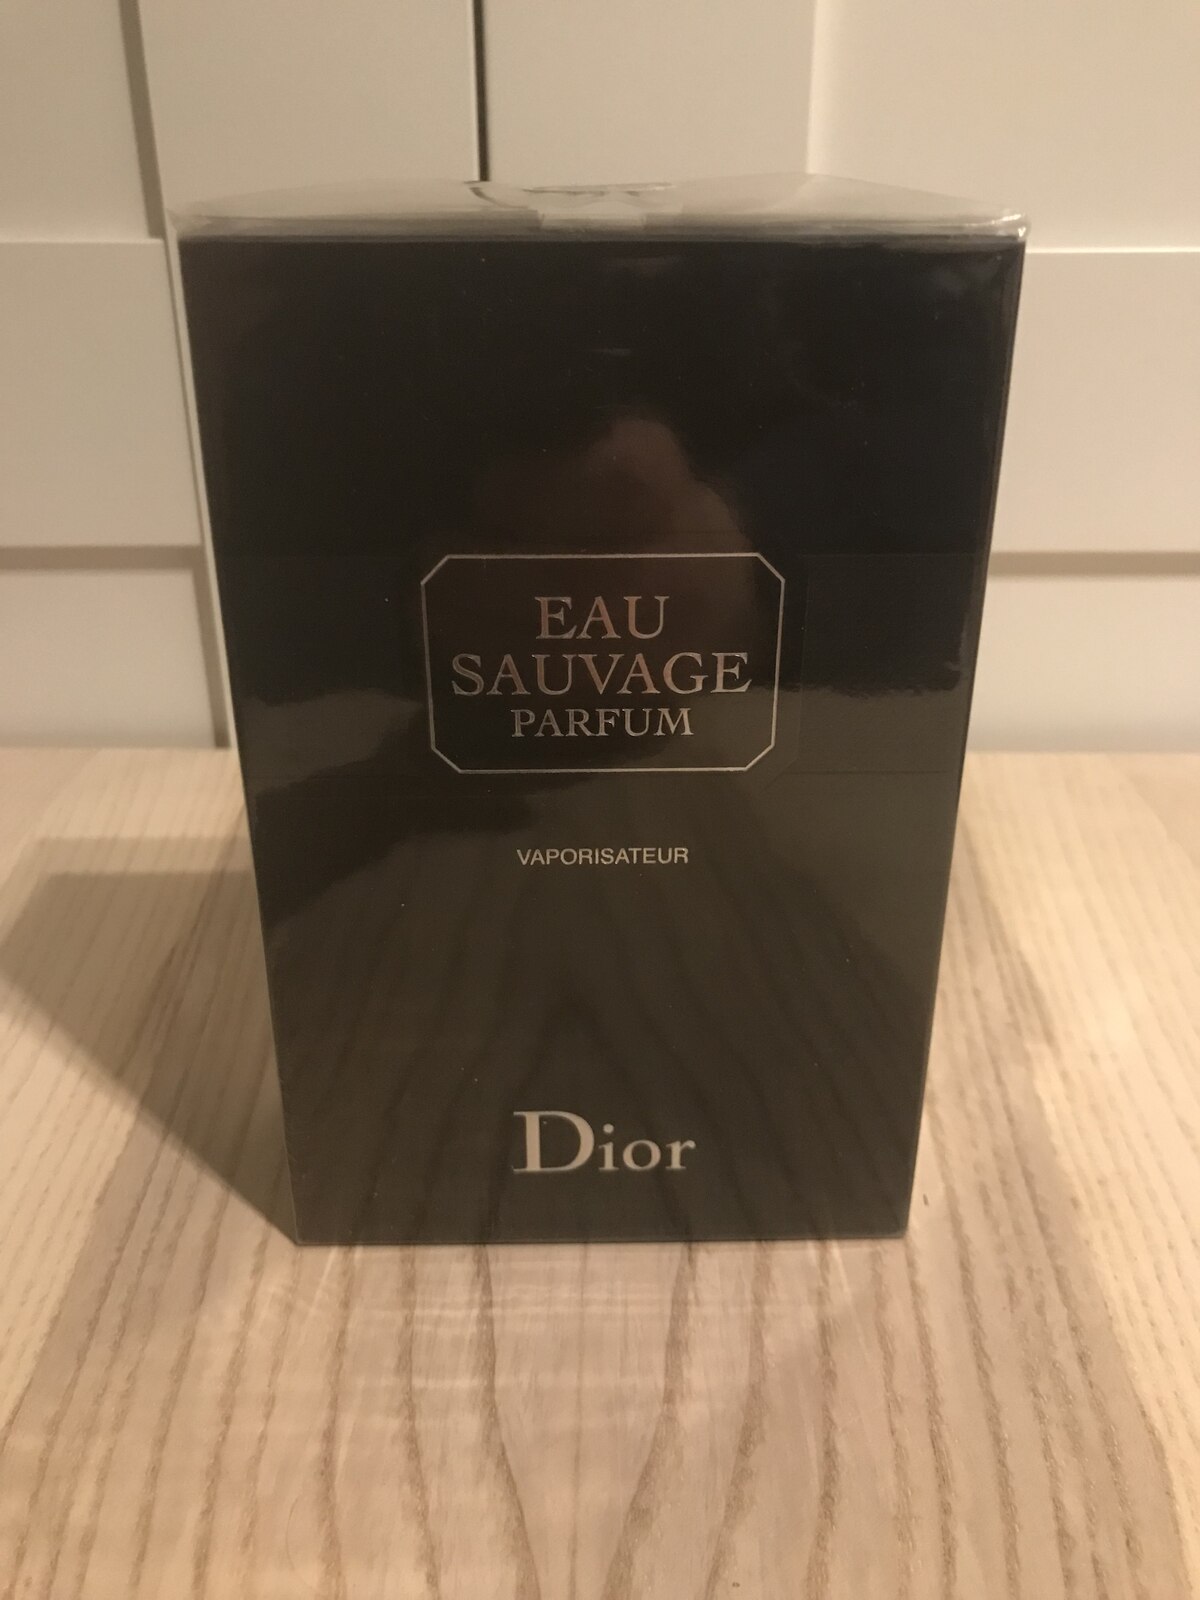 EAU
SAUVAGE
PARFUM
VAPORISATEUR
Dior